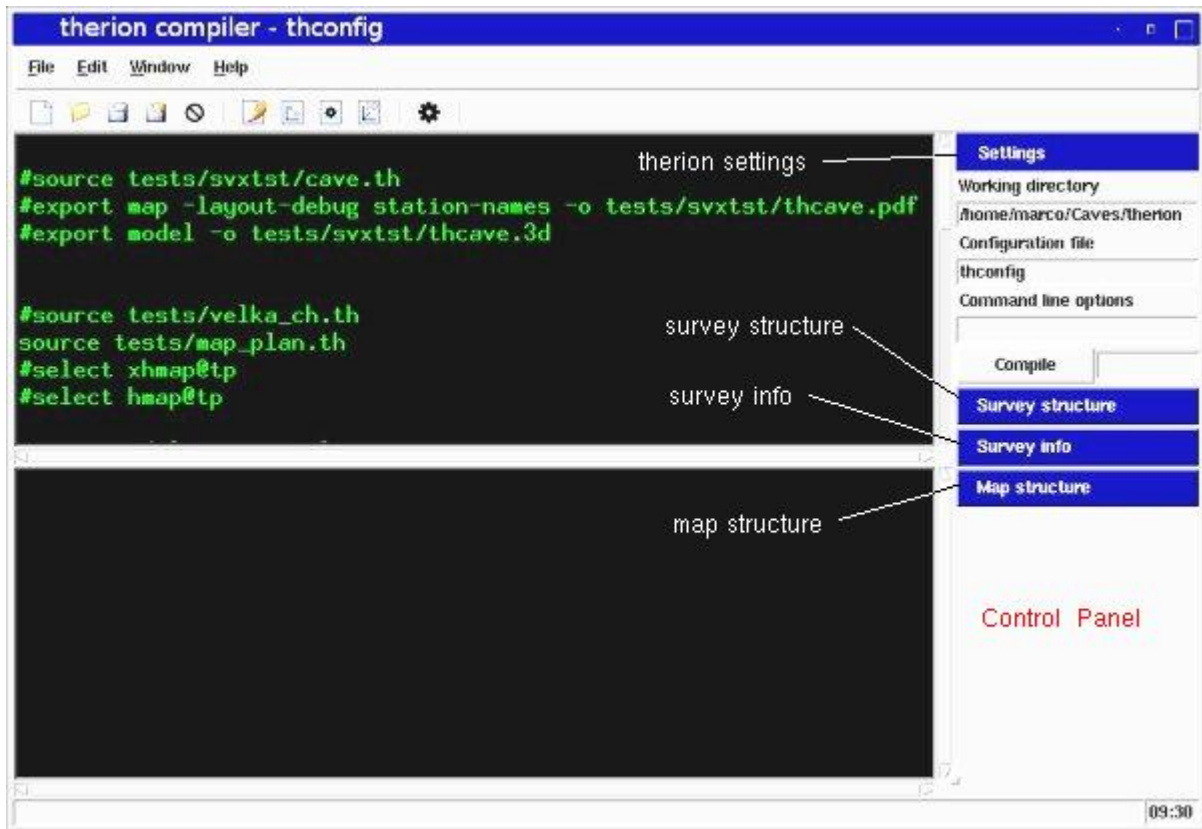 therion compiler - thconfig
File Edit Window Help
#source tests/svxtst/cave.th
#export map -layout-debug station-names -o tests/svxtst/thcave.pdf
#export model -o tests/svxtst/thcave.3d
#source tests/velka_ch.th
source tests/map_plan.th
#select xhmap@tp
#select hmap@tp
therion settings
survey structure
survey info
map structure
Settings
Working directory
/home/marco/Caves/therion
Configuration file
thconfig
Command line options
Compile
Survey structure
Survey info
Map structure
Control Panel
09:30